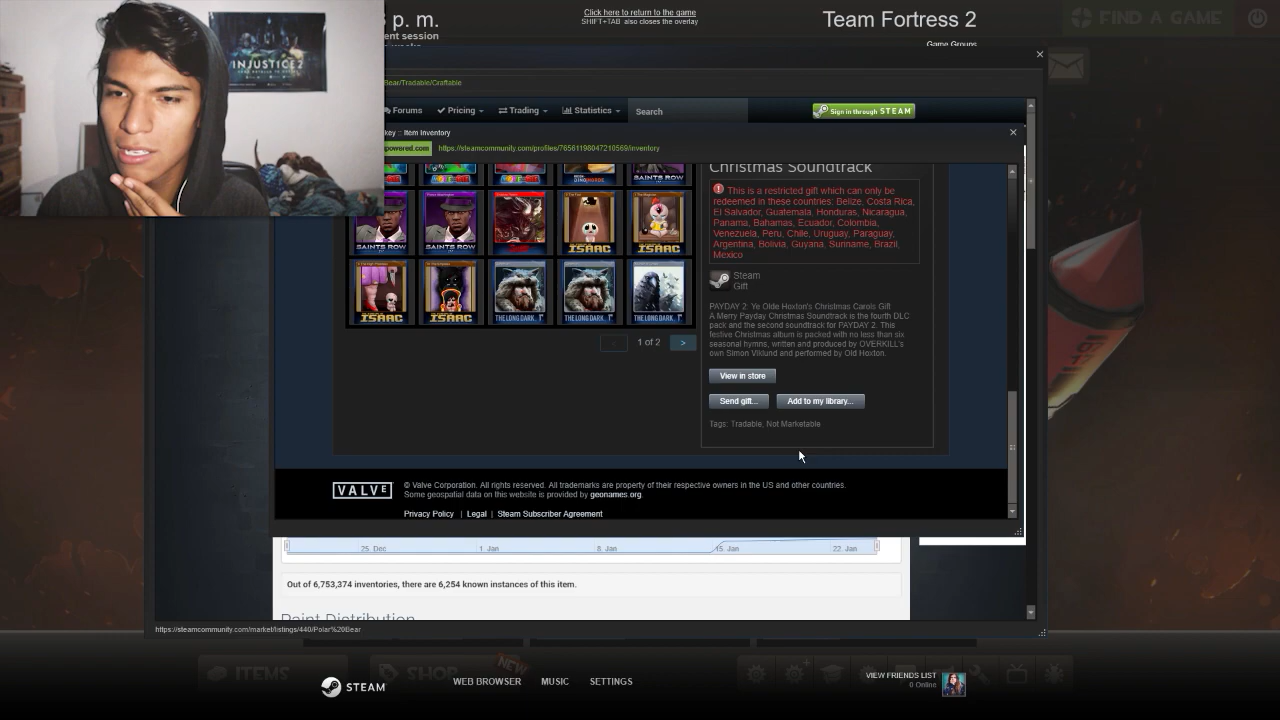 INJUSTICE2
p. m.
ent session
Click here to return to the game
SHIFT+TAB also closes the overlay
Team Fortress 2
Game Groups
FIND A GAME
Bear/Tradable/Craftable
Forums
Pricing
Trading
Statistics
Search
Sign in through STEAM
key :: Item Inventory
powered.com
https://steamcommunity.com/profiles/76561198047210569/inventory
SAINTS ROW
Christmas Soundtrack
This is a restricted gift which can only be
redeemed in these countries: Belize, Costa Rica,
El Salvador, Guatemala, Honduras, Nicaragua,
Panama, Bahamas, Ecuador, Colombia,
Venezuela, Peru, Chile, Uruguay, Paraguay,
Argentina, Bolivia, Guyana, Suriname, Brazil,
Mexico
Steam
Gift
SAINTS ROW
SAINTS ROW
ISAAC
ISAAC
ISAAC
ISAAC
THE LONG DARK
THE LONG DARK
THE LONG DARK
1 of 2
>
PAYDAY 2: Ye Olde Hoxton's Christmas Carols Gift
A Merry Payday Christmas Soundtrack is the fourth DLC
pack and the second soundtrack for PAYDAY 2. This
festive Christmas album is packed with no less than six
seasonal hymns, written and produced by OVERKILL's
own Simon Viklund and performed by Old Hoxton.
View in store
Send gift...
Add to my library...
Tags: Tradable, Not Marketable
VALVE
© Valve Corporation. All rights reserved. All trademarks are property of their respective owners in the US and other countries.
Some geospatial data on this website is provided by geonames.org.
Privacy Policy | Legal | Steam Subscriber Agreement
25. Dec
1. Jan
8. Jan
15. Jan
22. Jan
Out of 6,753,374 inventories, there are 6,254 known instances of this item.
Paint Distribution
https://steamcommunity.com/market/listings/440/Polar%20Bear
ITEMS
SHOP
NEW
STEAM
WEB BROWSER
MUSIC
SETTINGS
VIEW FRIENDS LIST
0 Online